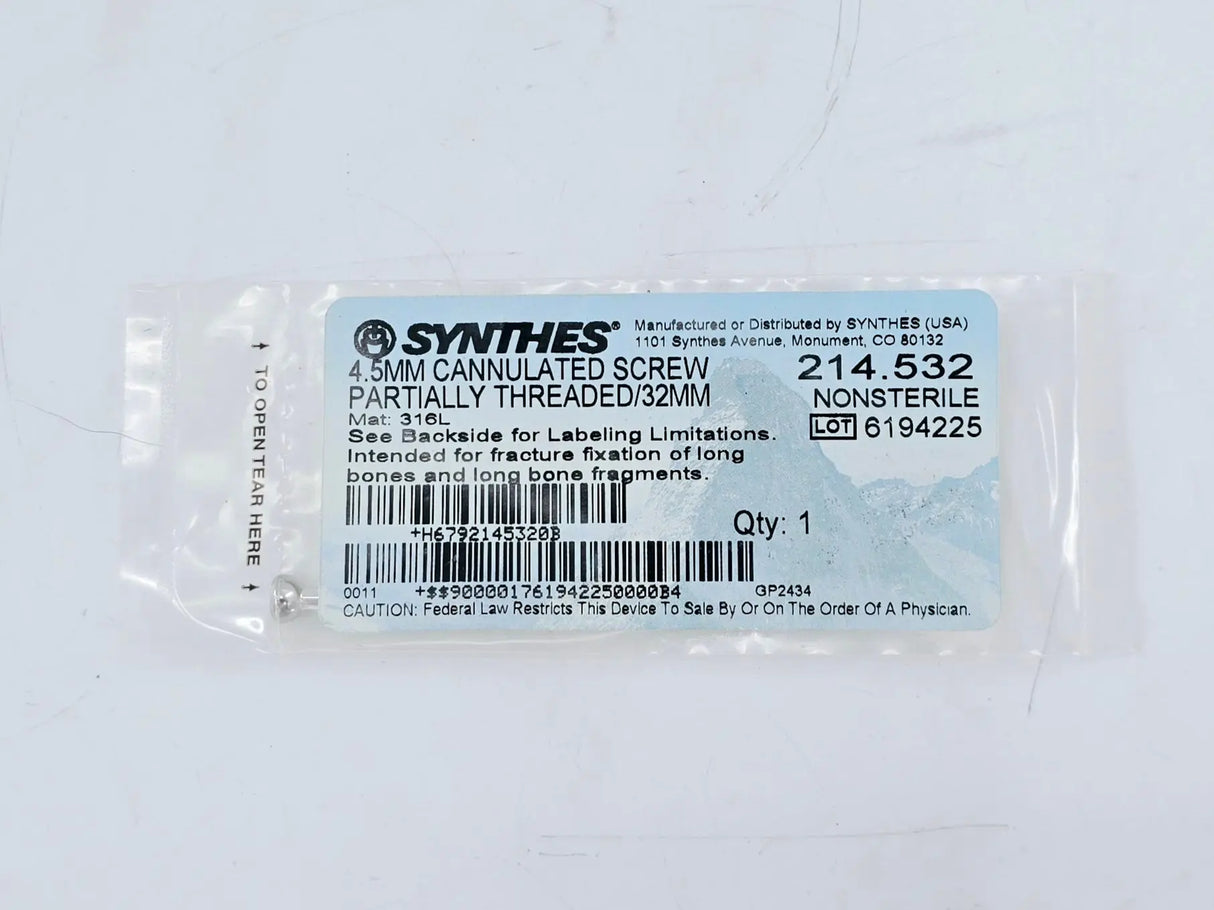 SYNTHES®
Manufactured or Distributed by SYNTHES (USA)
1101 Synthes Avenue, Monument, CO 80132
4.5MM CANNULATED SCREW
PARTIALLY THREADED/32MM
214.532
NONSTERILE
LOT 6194225
Mat: 316L
See Backside for Labeling Limitations.
Intended for fracture fixation of long
bones and long bone fragments.
+H6792145320B
Qty: 1
0011 +$$900001761942250000B4 GP2434
CAUTION: Federal Law Restricts This Device To Sale By Or On The Order Of A Physician.
TO OPEN TEAR HERE